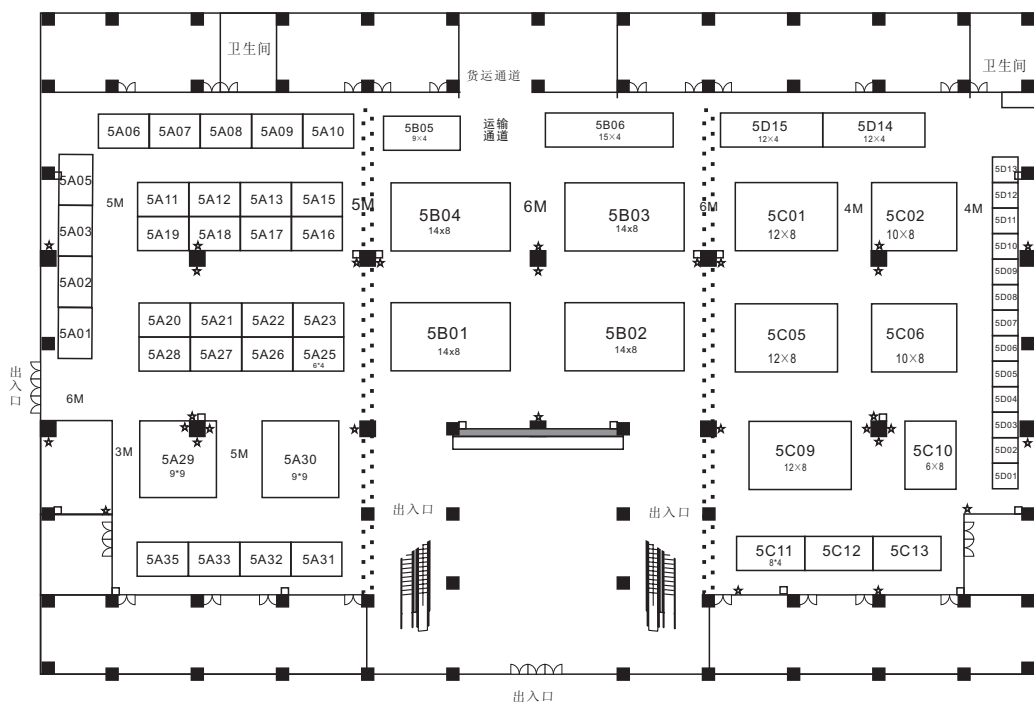 卫生间
货运通道
卫生间
5A06 5A07 5A08 5A09 5A10
5B05
9×4
运输
通道
5B06
15×4
5D15
12×4
5D14
12×4
5A05
5A03
5A02
5A01
5M
5A11 5A12 5A13 5A15
5A19 5A18 5A17 5A16
5M
5B04
14x8
6M
5B03
14x8
6M
5C01
12×8
4M
5C02
10×8
4M
5D13
5D12
5D11
5D10
5D09
5D08
5D07
5D06
5D05
5D04
5D03
5D02
5D01
5A20 5A21 5A22 5A23
5A28 5A27 5A26 5A25
6*4
5B01
14x8
5B02
14x8
5C05
12×8
5C06
10×8
出
入
口
6M
3M
5A29
9*9
5M
5A30
9*9
5C09
12×8
5C10
6×8
出入口
出入口
5A35 5A33 5A32 5A31
5C11
8*4
5C12 5C13
出入口